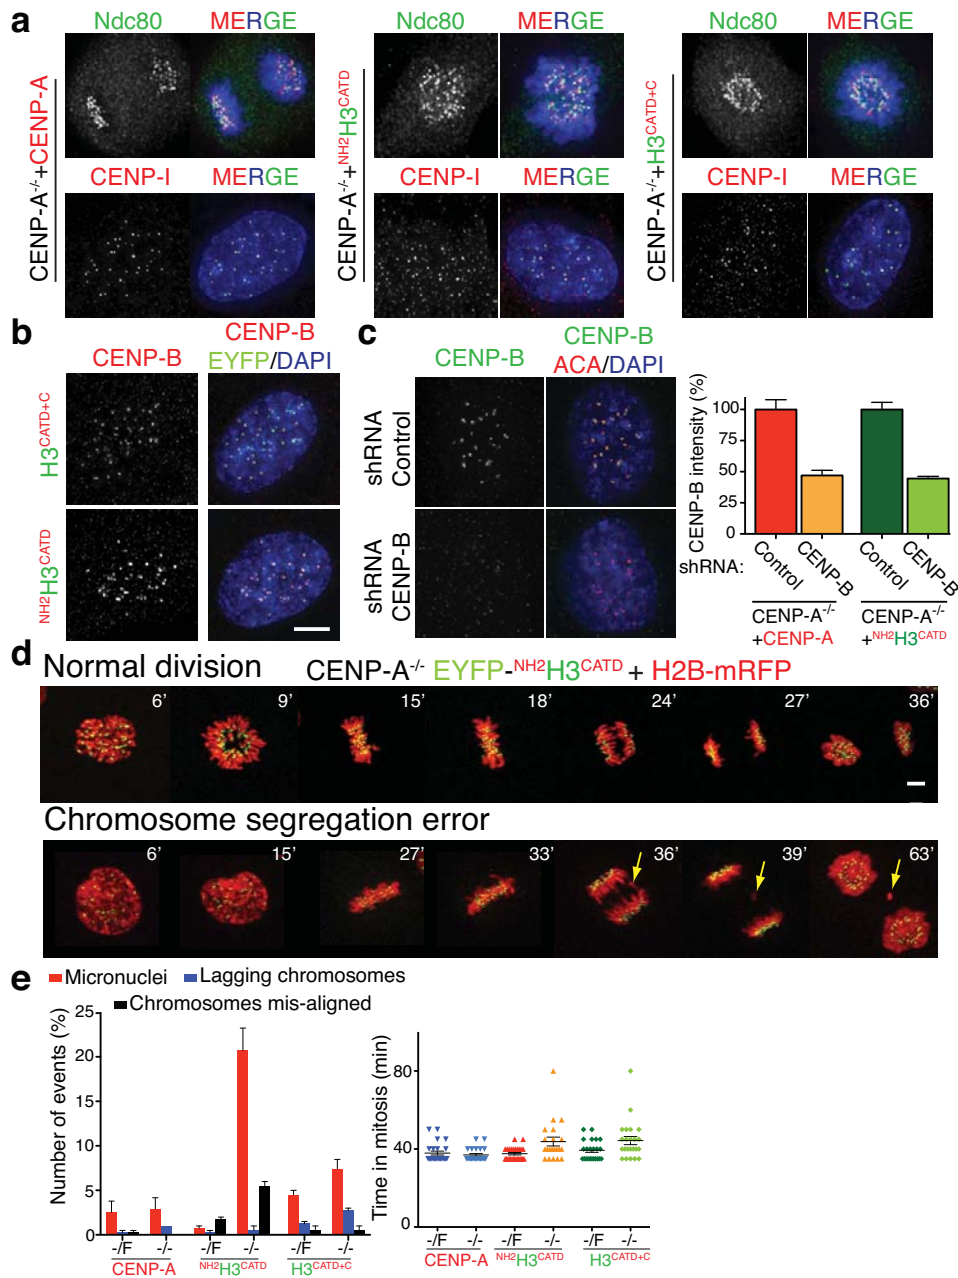 a
Ndc80 MERGE
Ndc80 MERGE
Ndc80 MERGE
CENP-A-/-+CENP-A
CENP-A-/-+NH2H3CATD
CENP-A-/-+H3CATD+C
CENP-I MERGE
CENP-I MERGE
CENP-I MERGE
b
CENP-B
CENP-B
EYFP/DAPI
H3CATD+C
NH2H3CATD
c
CENP-B
CENP-B
ACA/DAPI
shRNA
Control
shRNA
CENP-B
CENP-B intensity (%)
100
75
50
25
0
shRNA:
Control
CENP-B
Control
CENP-B
CENP-A-/-
+CENP-A
CENP-A-/-
+NH2H3CATD
d
Normal division
CENP-A-/- EYFP-NH2H3CATD + H2B-mRFP
6’ 9’ 15’ 18’ 24’ 27’ 36’
Chromosome segregation error
6’ 15’ 27’ 33’ 36’ 39’ 63’
e
Micronuclei
Lagging chromosomes
Chromosomes mis-aligned
Number of events (%)
25
20
15
10
5
0
-/F -/- -/F -/- -/F -/-
CENP-A NH2H3CATD H3CATD+C
Time in mitosis (min)
80
40
0
-/F -/- -/F -/- -/F -/-
CENP-A NH2H3CATD H3CATD+C